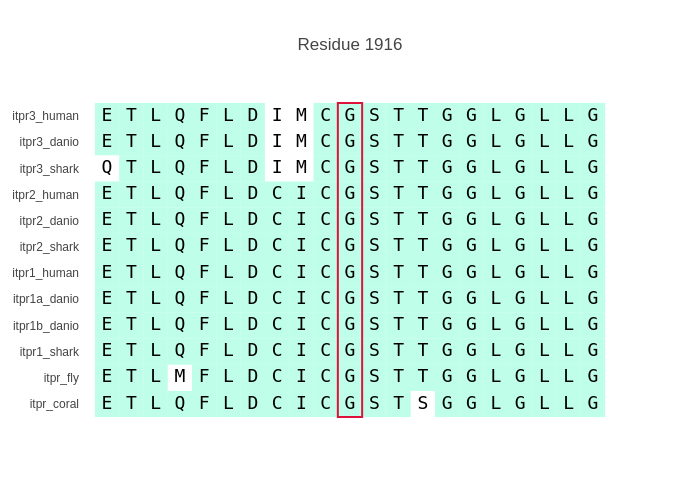 Residue 1916
itpr3_human E T L Q F L D I M C G S T T G G L G L L G
itpr3_danio E T L Q F L D I M C G S T T G G L G L L G
itpr3_shark Q T L Q F L D I M C G S T T G G L G L L G
itpr2_human E T L Q F L D C I C G S T T G G L G L L G
itpr2_danio E T L Q F L D C I C G S T T G G L G L L G
itpr2_shark E T L Q F L D C I C G S T T G G L G L L G
itpr1_human E T L Q F L D C I C G S T T G G L G L L G
itpr1a_danio E T L Q F L D C I C G S T T G G L G L L G
itpr1b_danio E T L Q F L D C I C G S T T G G L G L L G
itpr1_shark E T L Q F L D C I C G S T T G G L G L L G
itpr_fly E T L M F L D C I C G S T T G G L G L L G
itpr_coral E T L Q F L D C I C G S T S G G L G L L G